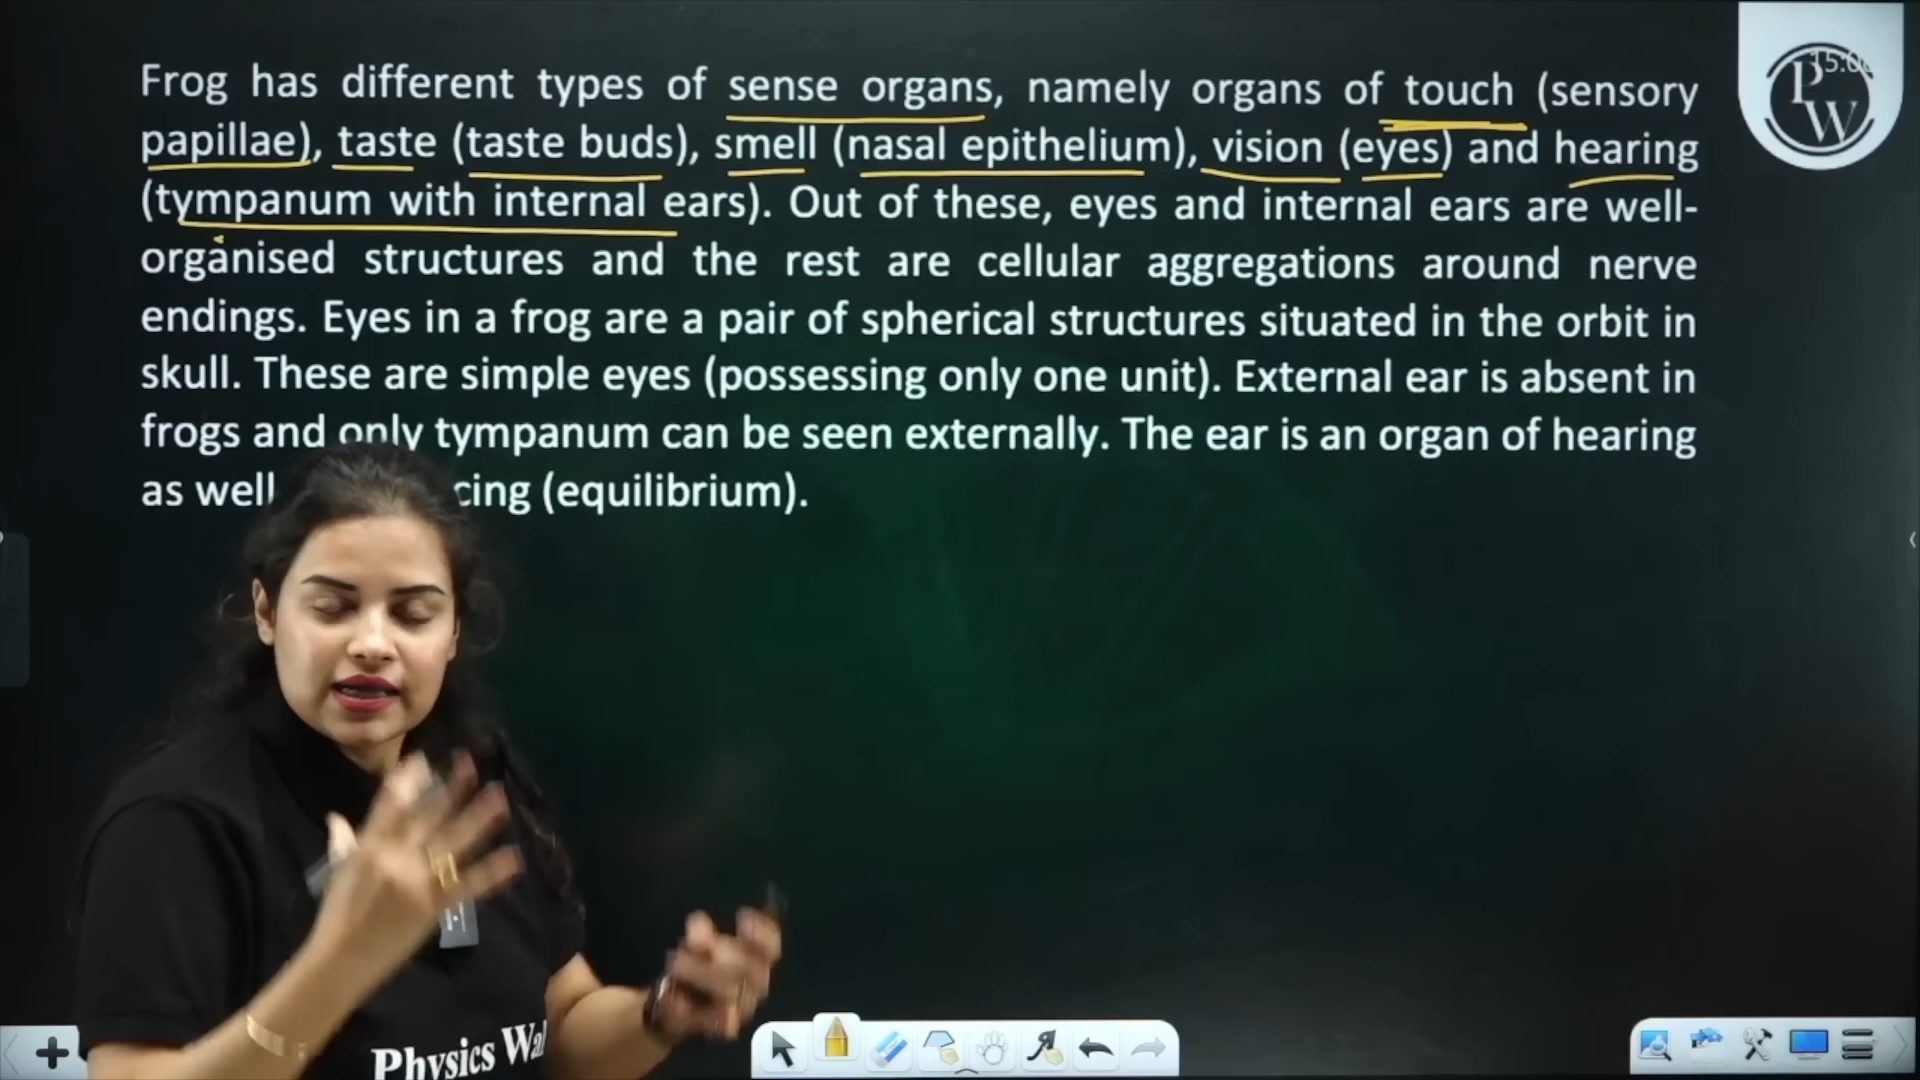 Frog has different types of sense organs, namely organs of touch (sensory
papillae), taste (taste buds), smell (nasal epithelium), vision (eyes) and hearing
(tympanum with internal ears). Out of these, eyes and internal ears are well-
organised structures and the rest are cellular aggregations around nerve
endings. Eyes in a frog are a pair of spherical structures situated in the orbit in
skull. These are simple eyes (possessing only one unit). External ear is absent in
frogs and only tympanum can be seen externally. The ear is an organ of hearing
as well cing (equilibrium).
PW
Physics Wal